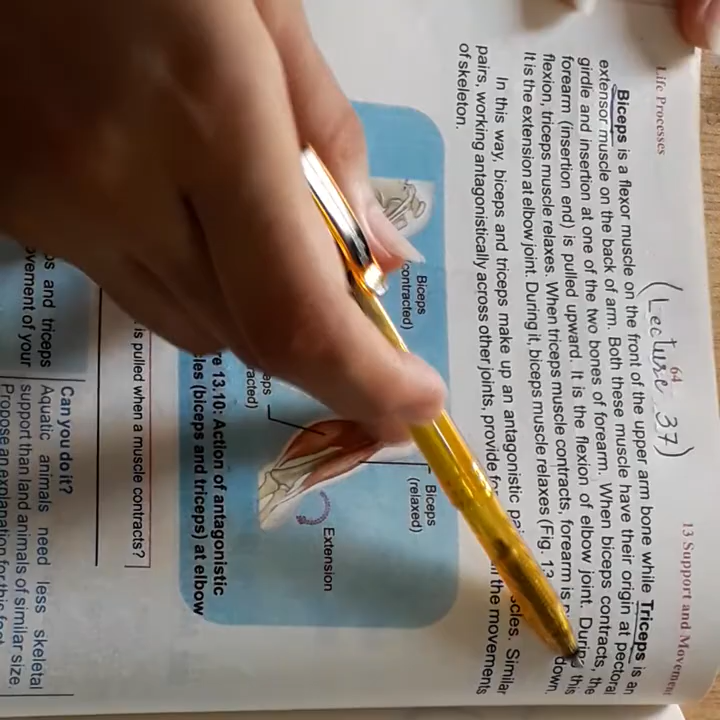 Life Processes
64
13 Support and Movement
(Lecture 37)
Biceps is a flexor muscle on the front of the upper arm bone while Triceps is an
extensor muscle on the back of arm. Both these muscle have their origin at pectoral
girdle and insertion at one of the two bones of forearm. When biceps contracts, the
forearm (insertion end) is pulled upward. It is the flexion of elbow joint. During this
flexion, triceps muscle relaxes. When triceps muscle contracts, forearm is down.
It is the extension at elbow joint. During it, biceps muscle relaxes (Fig. 13
In this way, biceps and triceps make up an antagonistic Similar
pairs, working antagonistically across other joints, provide the movements
of skeleton.
Biceps
contracted)
Biceps
(relaxed)
Extension
13.10: Action of antagonistic
(biceps and triceps) at elbow
is pulled when a muscle contracts?
and triceps
of your
Can you do it?
Aquatic animals need less skeletal
support than land animals of similar size.
Propose an explanation for this fact.